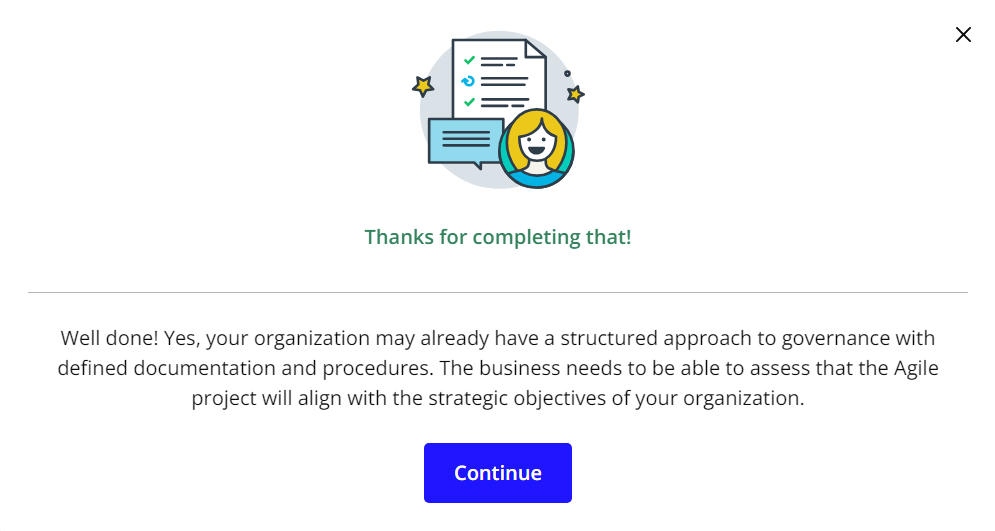 Thanks for completing that!
Well done! Yes, your organization may already have a structured approach to governance with
defined documentation and procedures. The business needs to be able to assess that the Agile
project will align with the strategic objectives of your organization.
Continue